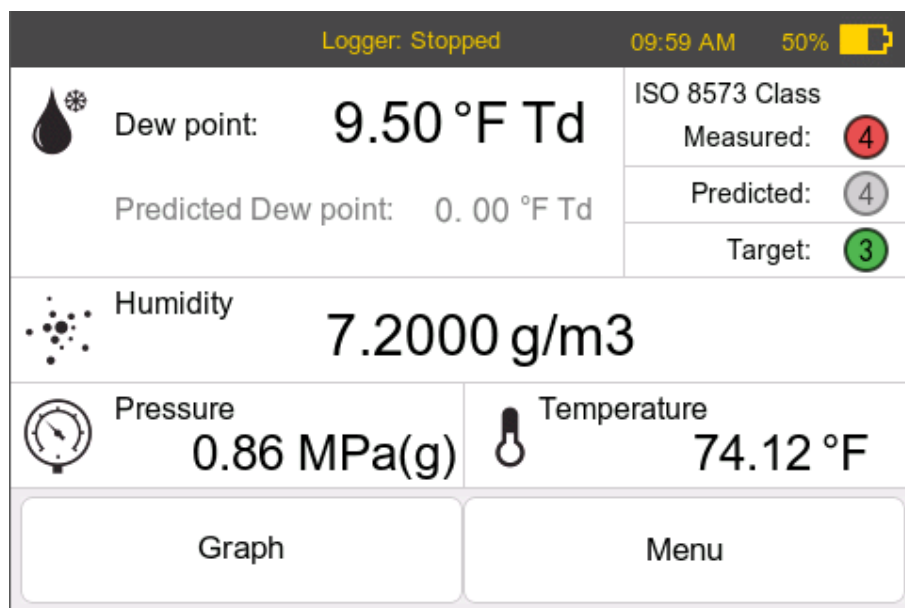 Logger: Stopped 09:59 AM 50%
Dew point: 9.50 °F Td
Predicted Dew point: 0. 00 °F Td
ISO 8573 Class
Measured: 4
Predicted: 4
Target: 3
Humidity
7.2000 g/m3
Pressure
0.86 MPa(g)
Temperature
74.12 °F
Graph
Menu